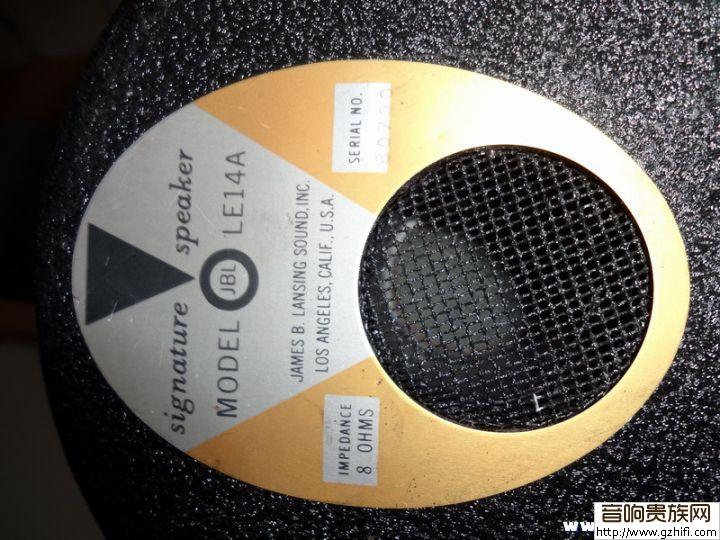 signature speaker
MODEL JBL LE14A
JAMES B. LANSING SOUND, INC.
LOS ANGELES, CALIF., U.S.A.
IMPEDANCE
8 OHMS
SERIAL NO.
音响贵族网
http://www.gzhifi.com